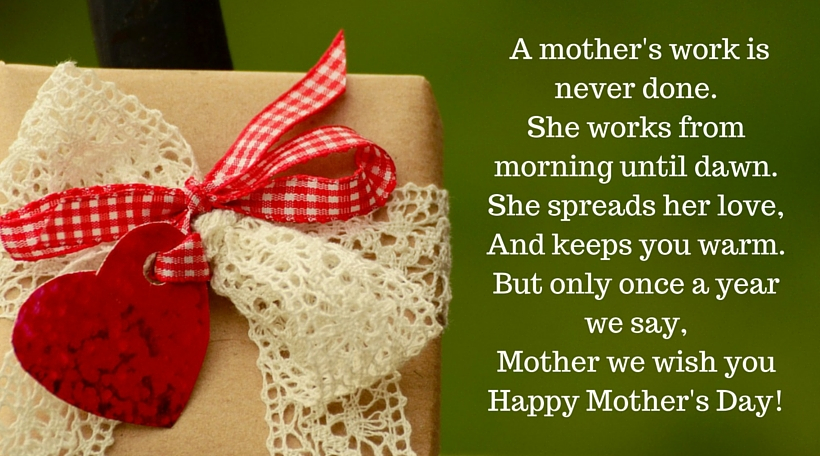 A mother's work is
never done.
She works from
morning until dawn.
She spreads her love,
And keeps you warm.
But only once a year
we say,
Mother we wish you
Happy Mother's Day!